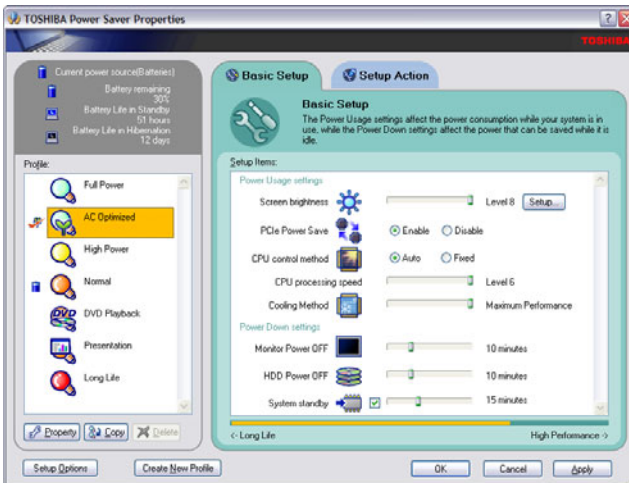 TOSHIBA Power Saver Properties
TOSHIBA
Current power source(Batteries)
Battery remaining
30%
Battery Life in Standby
51 hours
Battery Life in Hibernation
12 days
Profile:
Full Power
AC Optimized
High Power
Normal
DVD Playback
Presentation
Long Life
Property
Copy
Delete
Setup Options
Create New Profile
Basic Setup
Setup Action
Basic Setup
The Power Usage settings affect the power consumption while your system is in
use, while the Power Down settings affect the power that can be saved while it is
idle.
Setup Items:
Power Usage settings
Screen brightness Level 8 Setup...
PCIe Power Save Enable Disable
CPU control method Auto Fixed
CPU processing speed Level 6
Cooling Method Maximum Performance
Power Down settings
Monitor Power OFF 10 minutes
HDD Power OFF 10 minutes
System standby 15 minutes
<- Long Life High Performance ->
OK Cancel Apply